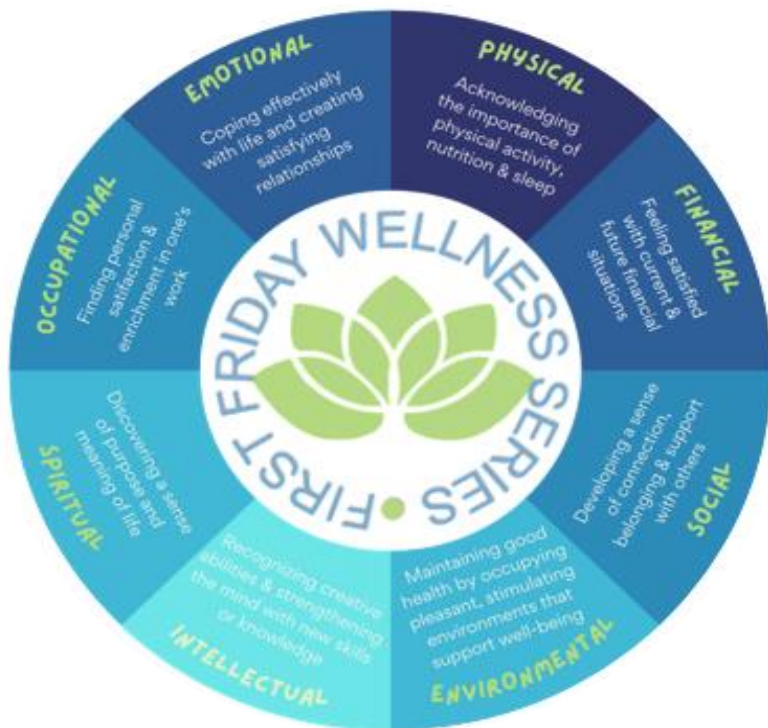 EMOTIONAL
Coping effectively
with life and creating
satisfying
relationships
PHYSICAL
Acknowledging
the importance of
physical activity,
nutrition & sleep
FINANCIAL
Feeling satisfied
with current &
future financial
situations
SOCIAL
Developing a sense
of connection,
belonging & support
with others
ENVIRONMENTAL
Maintaining good
health by occupying
pleasant, stimulating
environments that
support well-being
INTELLECTUAL
Recognizing creative
abilities & strengthening
the mind with new skills
or knowledge
SPIRITUAL
Discovering a sense
of purpose and
meaning of life
OCCUPATIONAL
Finding personal
satifaction &
enrichment in one's
work
FIRST FRIDAY WELLNESS SERIES •